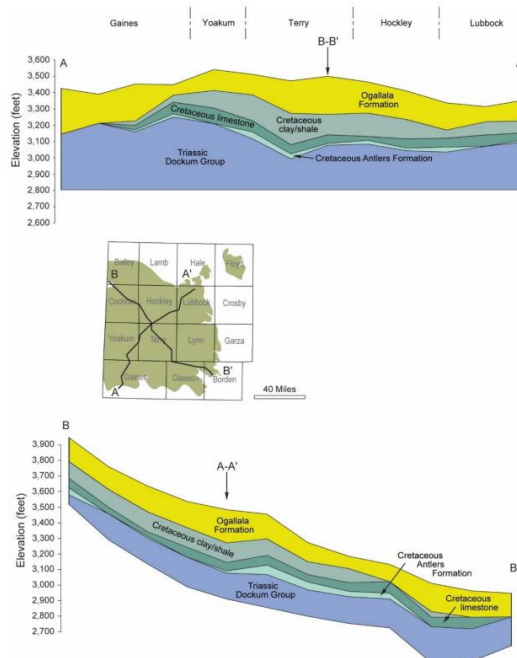 Gaines Yoakum Terry Hockley Lubbock
B-B'
A
3,600
3,500
3,400
3,300
3,200
3,100
3,000
2,900
2,800
2,700
2,600
Elevation (feet)
Ogallala
Formation
Cretaceous limestone
Cretaceous
clay/shale
Cretaceous Antlers Formation
Triassic
Dockum Group
Bailey Lamb Hale Floyd
B A'
Cochran Hockley Lubbock Crosby
Yoakum Terry Lynn Garza
B'
Gaines Dawson Borden
A
40 Miles
B
A-A'
3,900
3,800
3,700
3,600
3,500
3,400
3,300
3,200
3,100
3,000
2,900
2,800
2,700
Elevation (feet)
Ogallala
Formation
Cretaceous clay/shale
Cretaceous
Antlers
Formation
Triassic
Dockum Group
Cretaceous
limestone
B